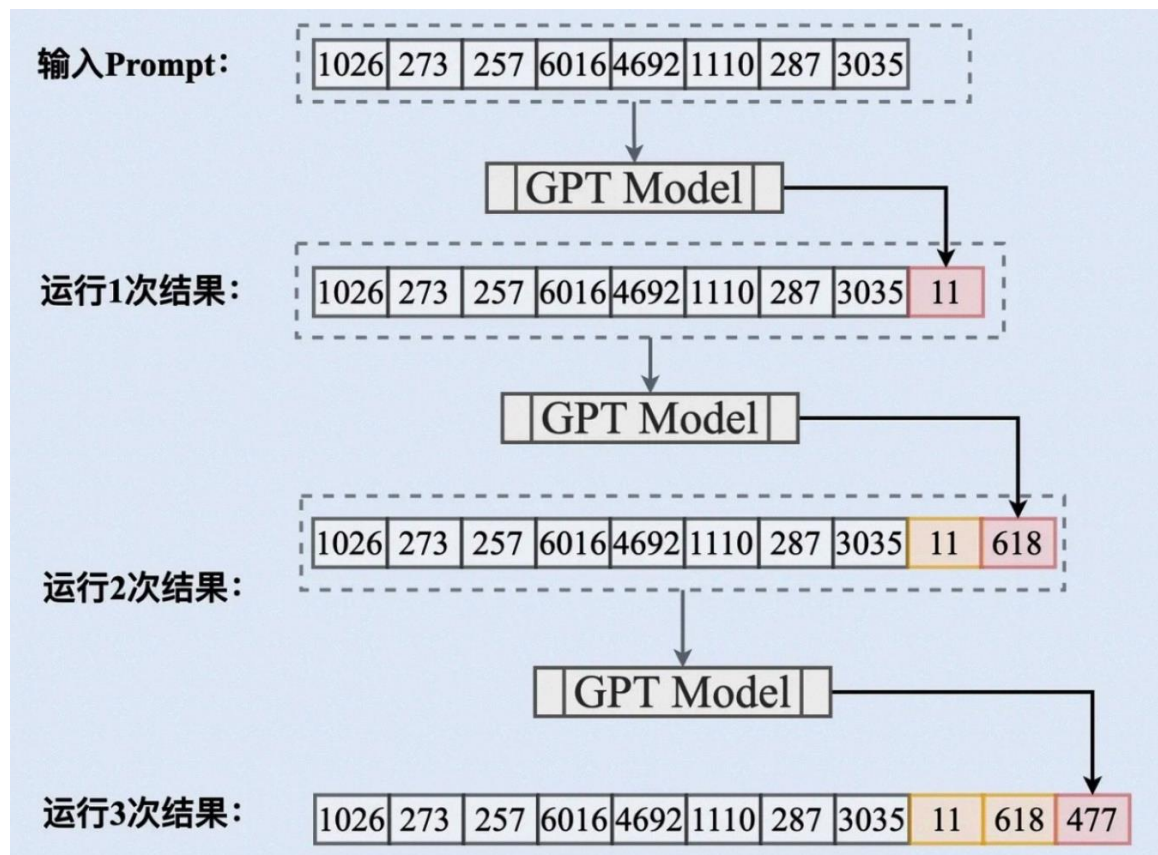 输入Prompt：
1026 273 257 6016 4692 1110 287 3035
GPT Model
运行1次结果：
1026 273 257 6016 4692 1110 287 3035 11
GPT Model
运行2次结果：
1026 273 257 6016 4692 1110 287 3035 11 618
GPT Model
运行3次结果：
1026 273 257 6016 4692 1110 287 3035 11 618 477